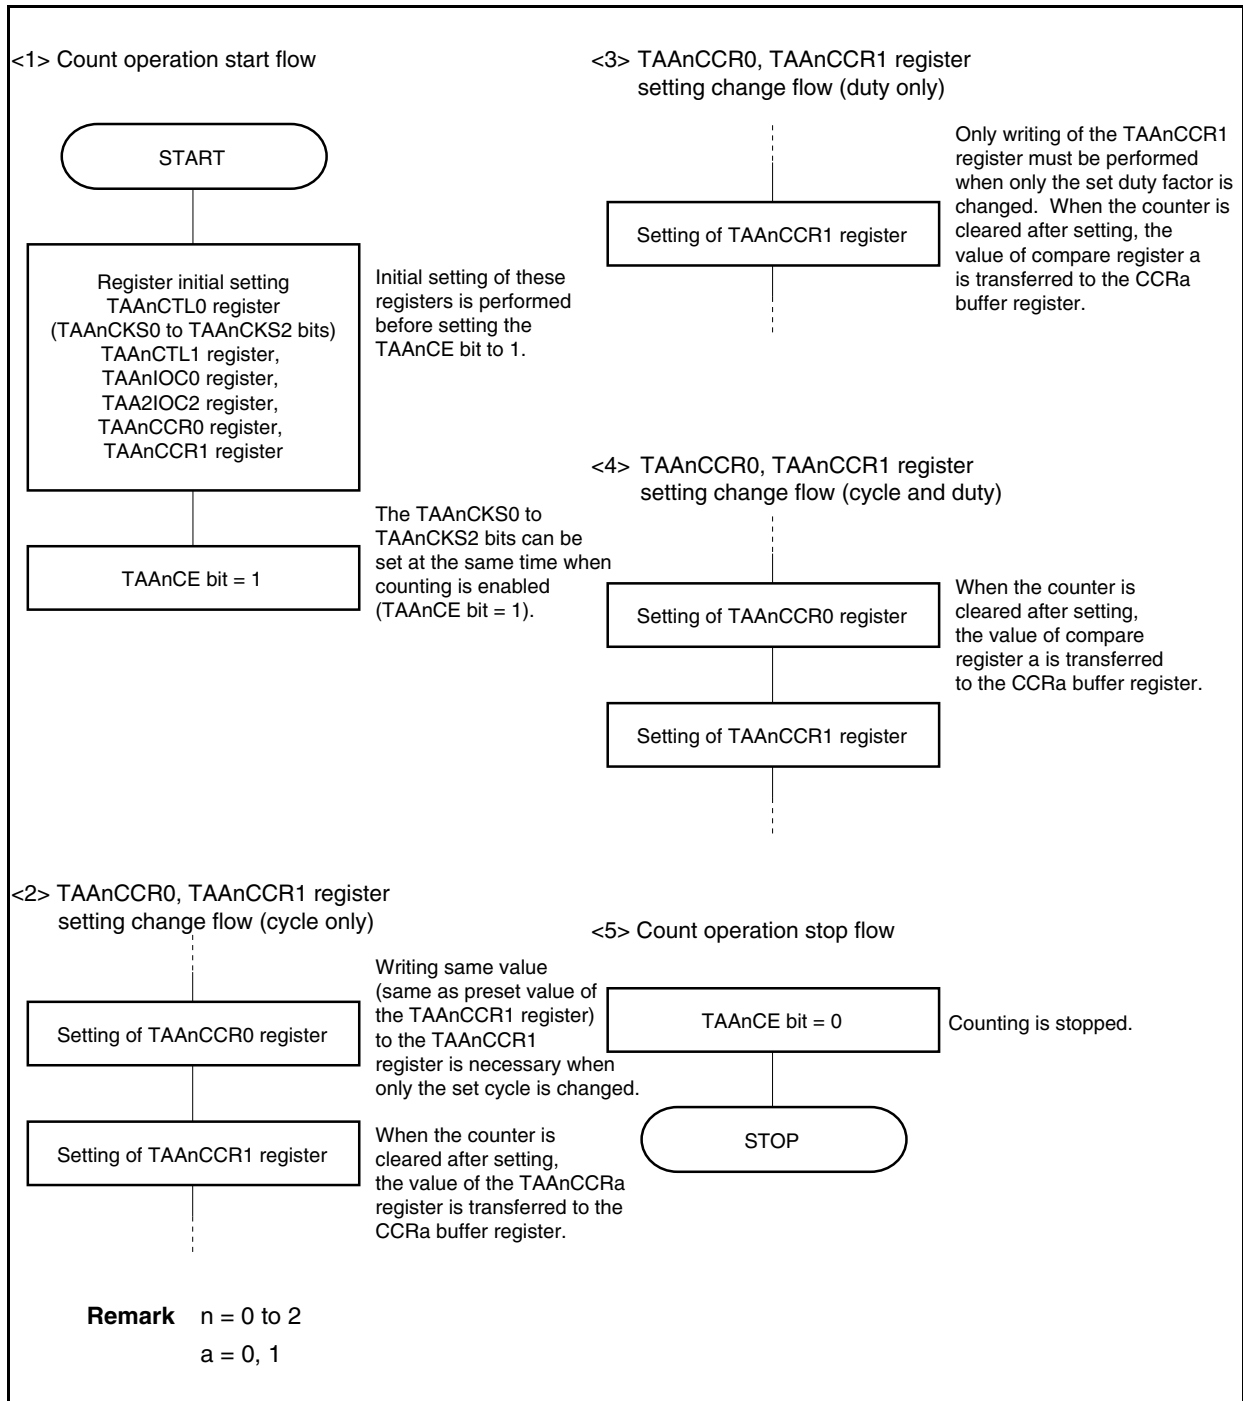 <1> Count operation start flow
START
Register initial setting
TAAnCTL0 register
(TAAnCKS0 to TAAnCKS2 bits)
TAAnCTL1 register,
TAAnIOC0 register,
TAA2IOC2 register,
TAAnCCR0 register,
TAAnCCR1 register
Initial setting of these
registers is performed
before setting the
TAAnCE bit to 1.
TAAnCE bit = 1
The TAAnCKS0 to
TAAnCKS2 bits can be
set at the same time when
counting is enabled
(TAAnCE bit = 1).
<2> TAAnCCR0, TAAnCCR1 register
setting change flow (cycle only)
Setting of TAAnCCR0 register
Writing same value
(same as preset value of
the TAAnCCR1 register)
to the TAAnCCR1
register is necessary when
only the set cycle is changed.
Setting of TAAnCCR1 register
When the counter is
cleared after setting,
the value of the TAAnCCRa
register is transferred to the
CCRa buffer register.
<3> TAAnCCR0, TAAnCCR1 register
setting change flow (duty only)
Setting of TAAnCCR1 register
Only writing of the TAAnCCR1
register must be performed
when only the set duty factor is
changed. When the counter is
cleared after setting, the
value of compare register a
is transferred to the CCRa
buffer register.
<4> TAAnCCR0, TAAnCCR1 register
setting change flow (cycle and duty)
Setting of TAAnCCR0 register
When the counter is
cleared after setting,
the value of compare
register a is transferred
to the CCRa buffer register.
Setting of TAAnCCR1 register
<5> Count operation stop flow
TAAnCE bit = 0
Counting is stopped.
STOP
Remark n = 0 to 2
a = 0, 1